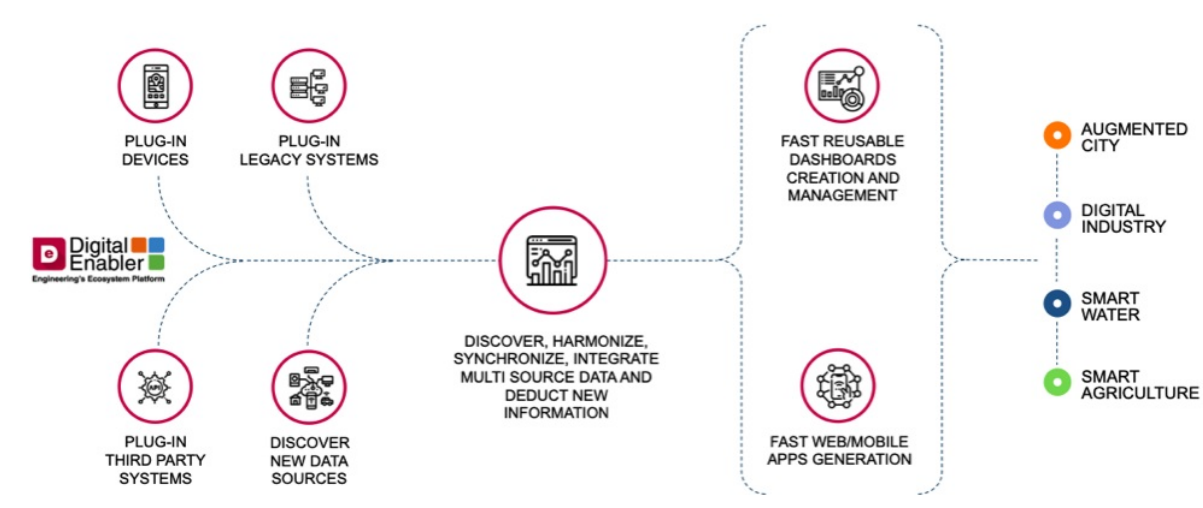 PLUG-IN
DEVICES
PLUG-IN
LEGACY SYSTEMS
e
Digital
Enabler
Engineering's Ecosystem Platform
PLUG-IN
THIRD PARTY
SYSTEMS
API
DISCOVER
NEW DATA
SOURCES
DISCOVER, HARMONIZE,
SYNCHRONIZE, INTEGRATE
MULTI SOURCE DATA AND
DEDUCT NEW
INFORMATION
FAST REUSABLE
DASHBOARDS
CREATION AND
MANAGEMENT
FAST WEB/MOBILE
APPS GENERATION
AUGMENTED
CITY
DIGITAL
INDUSTRY
SMART
WATER
SMART
AGRICULTURE